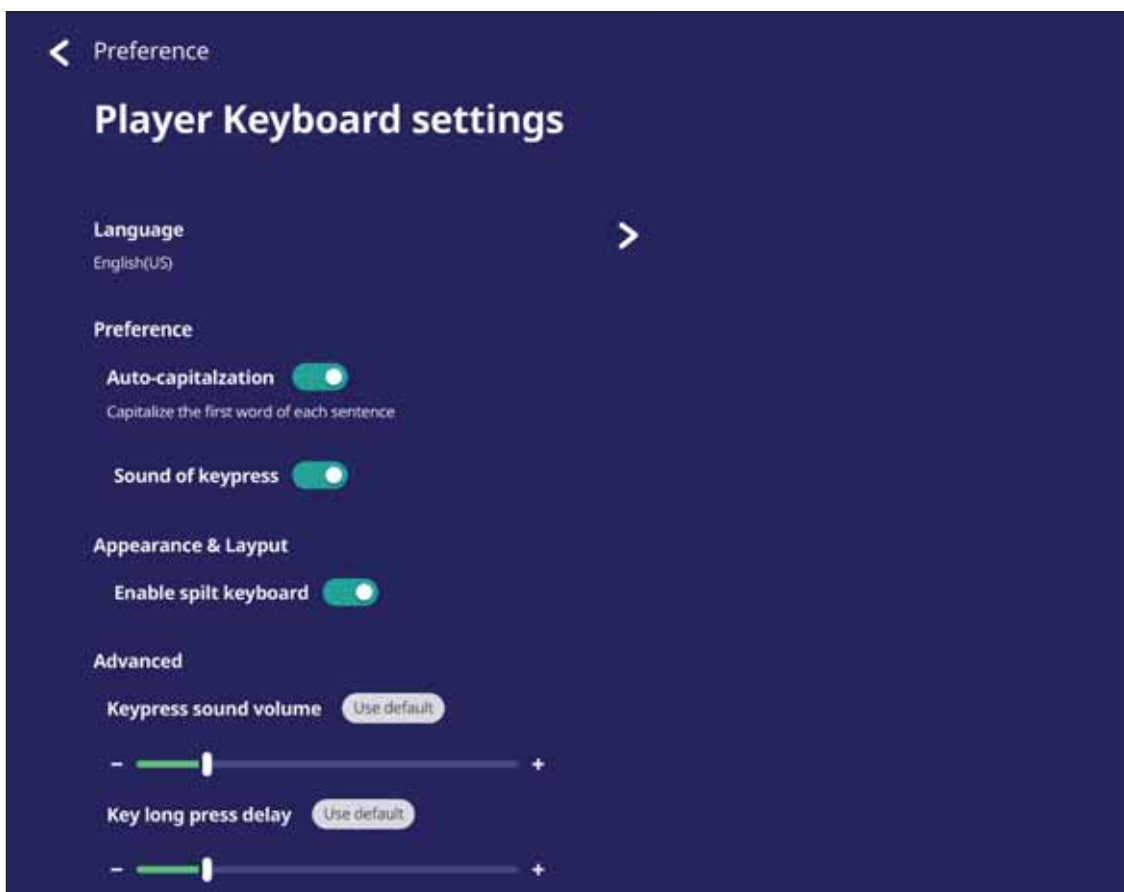 Preference
Player Keyboard settings
Language
English(US)
Preference
Auto-capitalzation
Capitalize the first word of each sentence
Sound of keypress
Appearance & Layput
Enable spilt keyboard
Advanced
Keypress sound volume Use default
- +
Key long press delay Use default
- +